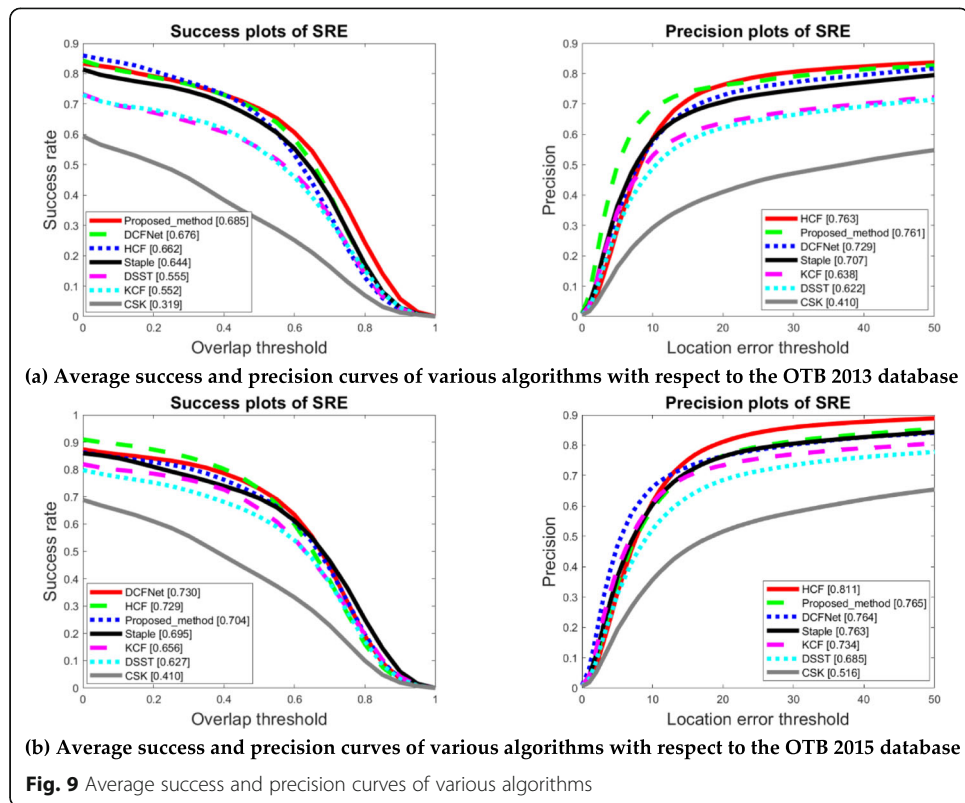 Success plots of SRE
0.9
0.8
0.7
0.6
0.5
0.4
0.3
0.2
0.1
0
Success rate
Proposed_method [0.685]
DCFNet [0.676]
HCF [0.662]
Staple [0.644]
DSST [0.555]
KCF [0.552]
CSK [0.319]
0 0.2 0.4 0.6 0.8 1
Overlap threshold
Precision plots of SRE
0.9
0.8
0.7
0.6
0.5
0.4
0.3
0.2
0.1
0
Precision
HCF [0.763]
Proposed_method [0.761]
DCFNet [0.729]
Staple [0.707]
KCF [0.638]
DSST [0.622]
CSK [0.410]
0 10 20 30 40 50
Location error threshold
(a) Average success and precision curves of various algorithms with respect to the OTB 2013 database
Success plots of SRE
1
0.9
0.8
0.7
0.6
0.5
0.4
0.3
0.2
0.1
0
Success rate
DCFNet [0.730]
HCF [0.729]
Proposed_method [0.704]
Staple [0.695]
KCF [0.656]
DSST [0.627]
CSK [0.410]
0 0.2 0.4 0.6 0.8 1
Overlap threshold
Precision plots of SRE
0.9
0.8
0.7
0.6
0.5
0.4
0.3
0.2
0.1
0
Precision
HCF [0.811]
Proposed_method [0.765]
DCFNet [0.764]
Staple [0.763]
KCF [0.734]
DSST [0.685]
CSK [0.516]
0 10 20 30 40 50
Location error threshold
(b) Average success and precision curves of various algorithms with respect to the OTB 2015 database
Fig. 9 Average success and precision curves of various algorithms